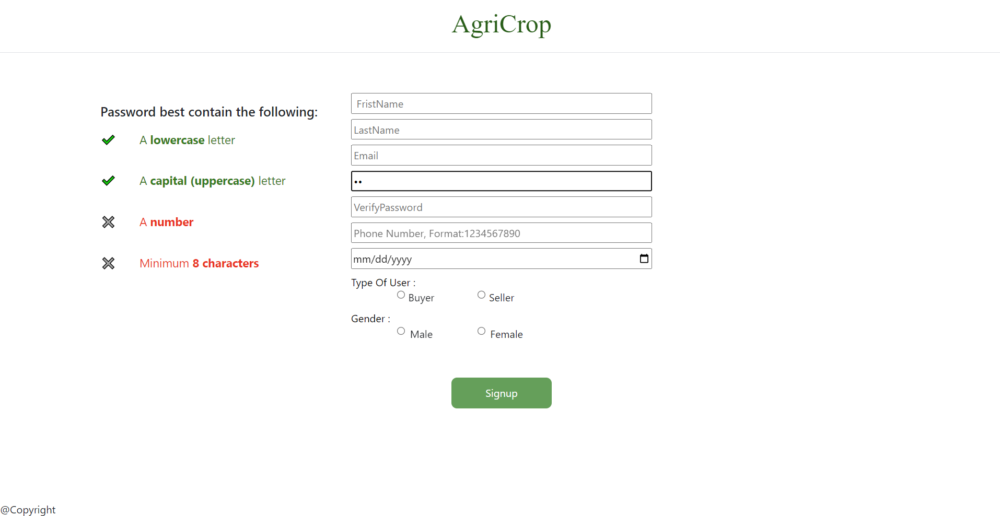 AgriCrop
Password best contain the following:
A lowercase letter
A capital (uppercase) letter
A number
Minimum 8 characters
FristName
LastName
Email
••
VerifyPassword
Phone Number, Format:1234567890
mm/dd/yyyy
Type Of User :
Buyer Seller
Gender :
Male Female
Signup
@Copyright